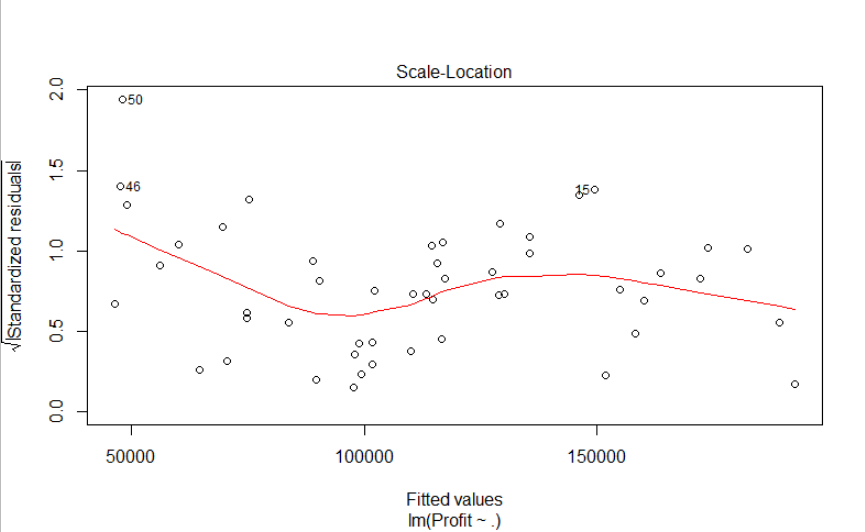 Scale-Location
2.0
1.5
1.0
0.5
0.0
√|Standardized residuals|
50
46
15
50000 100000 150000
Fitted values
lm(Profit ~ .)